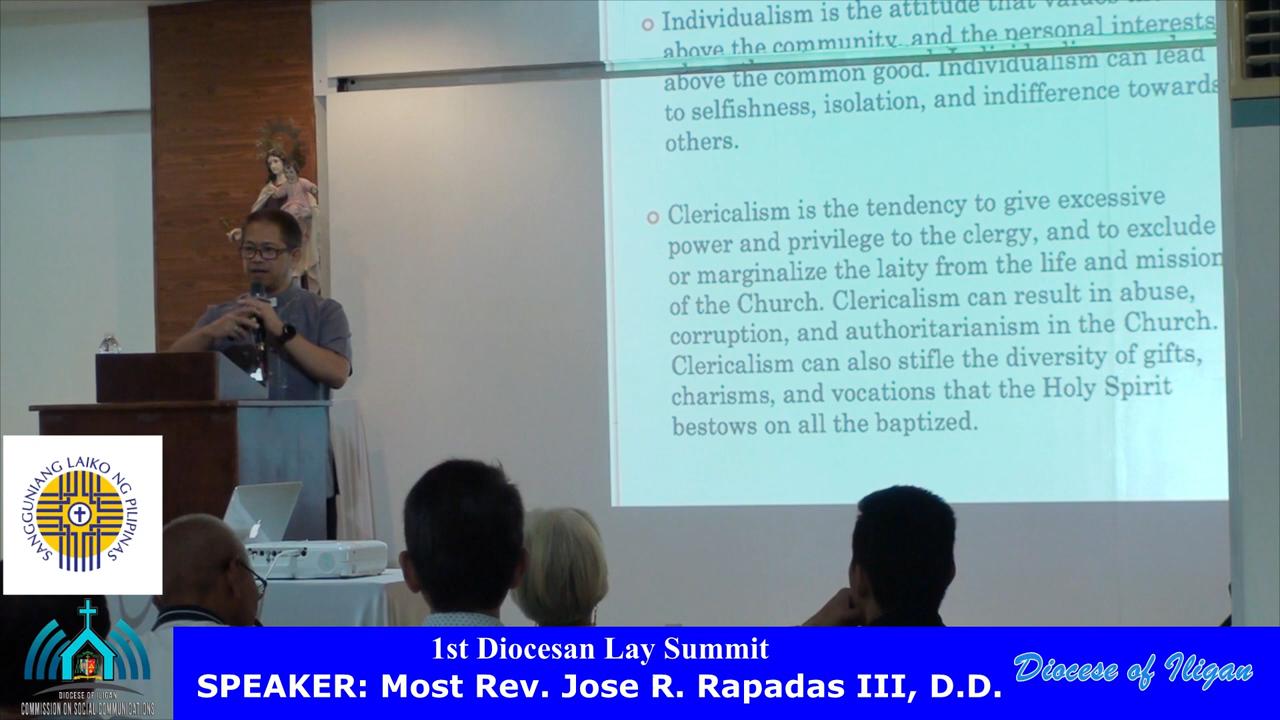 Individualism is the attitude that values
above the community, and the personal interests
above the common good. Individualism can lead
to selfishness, isolation, and indifference towards
others.
Clericalism is the tendency to give excessive
power and privilege to the clergy, and to exclude
or marginalize the laity from the life and mission
of the Church. Clericalism can result in abuse,
corruption, and authoritarianism in the Church.
Clericalism can also stifle the diversity of gifts,
charisms, and vocations that the Holy Spirit
bestows on all the baptized.
SANGGUNIANG LAIKO NG PILIPINAS
DIOCESE OF ILIGAN
COMMISSION ON SOCIAL COMMUNICATIONS
1st Diocesan Lay Summit
SPEAKER: Most Rev. Jose R. Rapadas III, D.D.
Diocese of Iligan